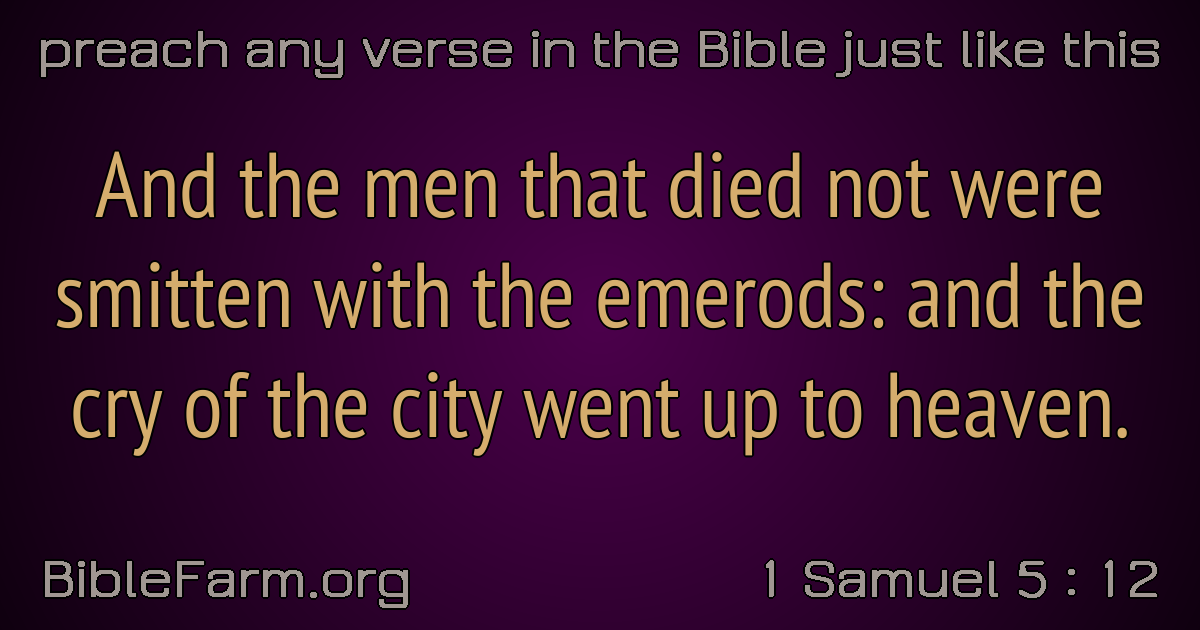 preach any verse in the Bible just like this
And the men that died not were
smitten with the emerods: and the
cry of the city went up to heaven.
BibleFarm.org
1 Samuel 5 : 12